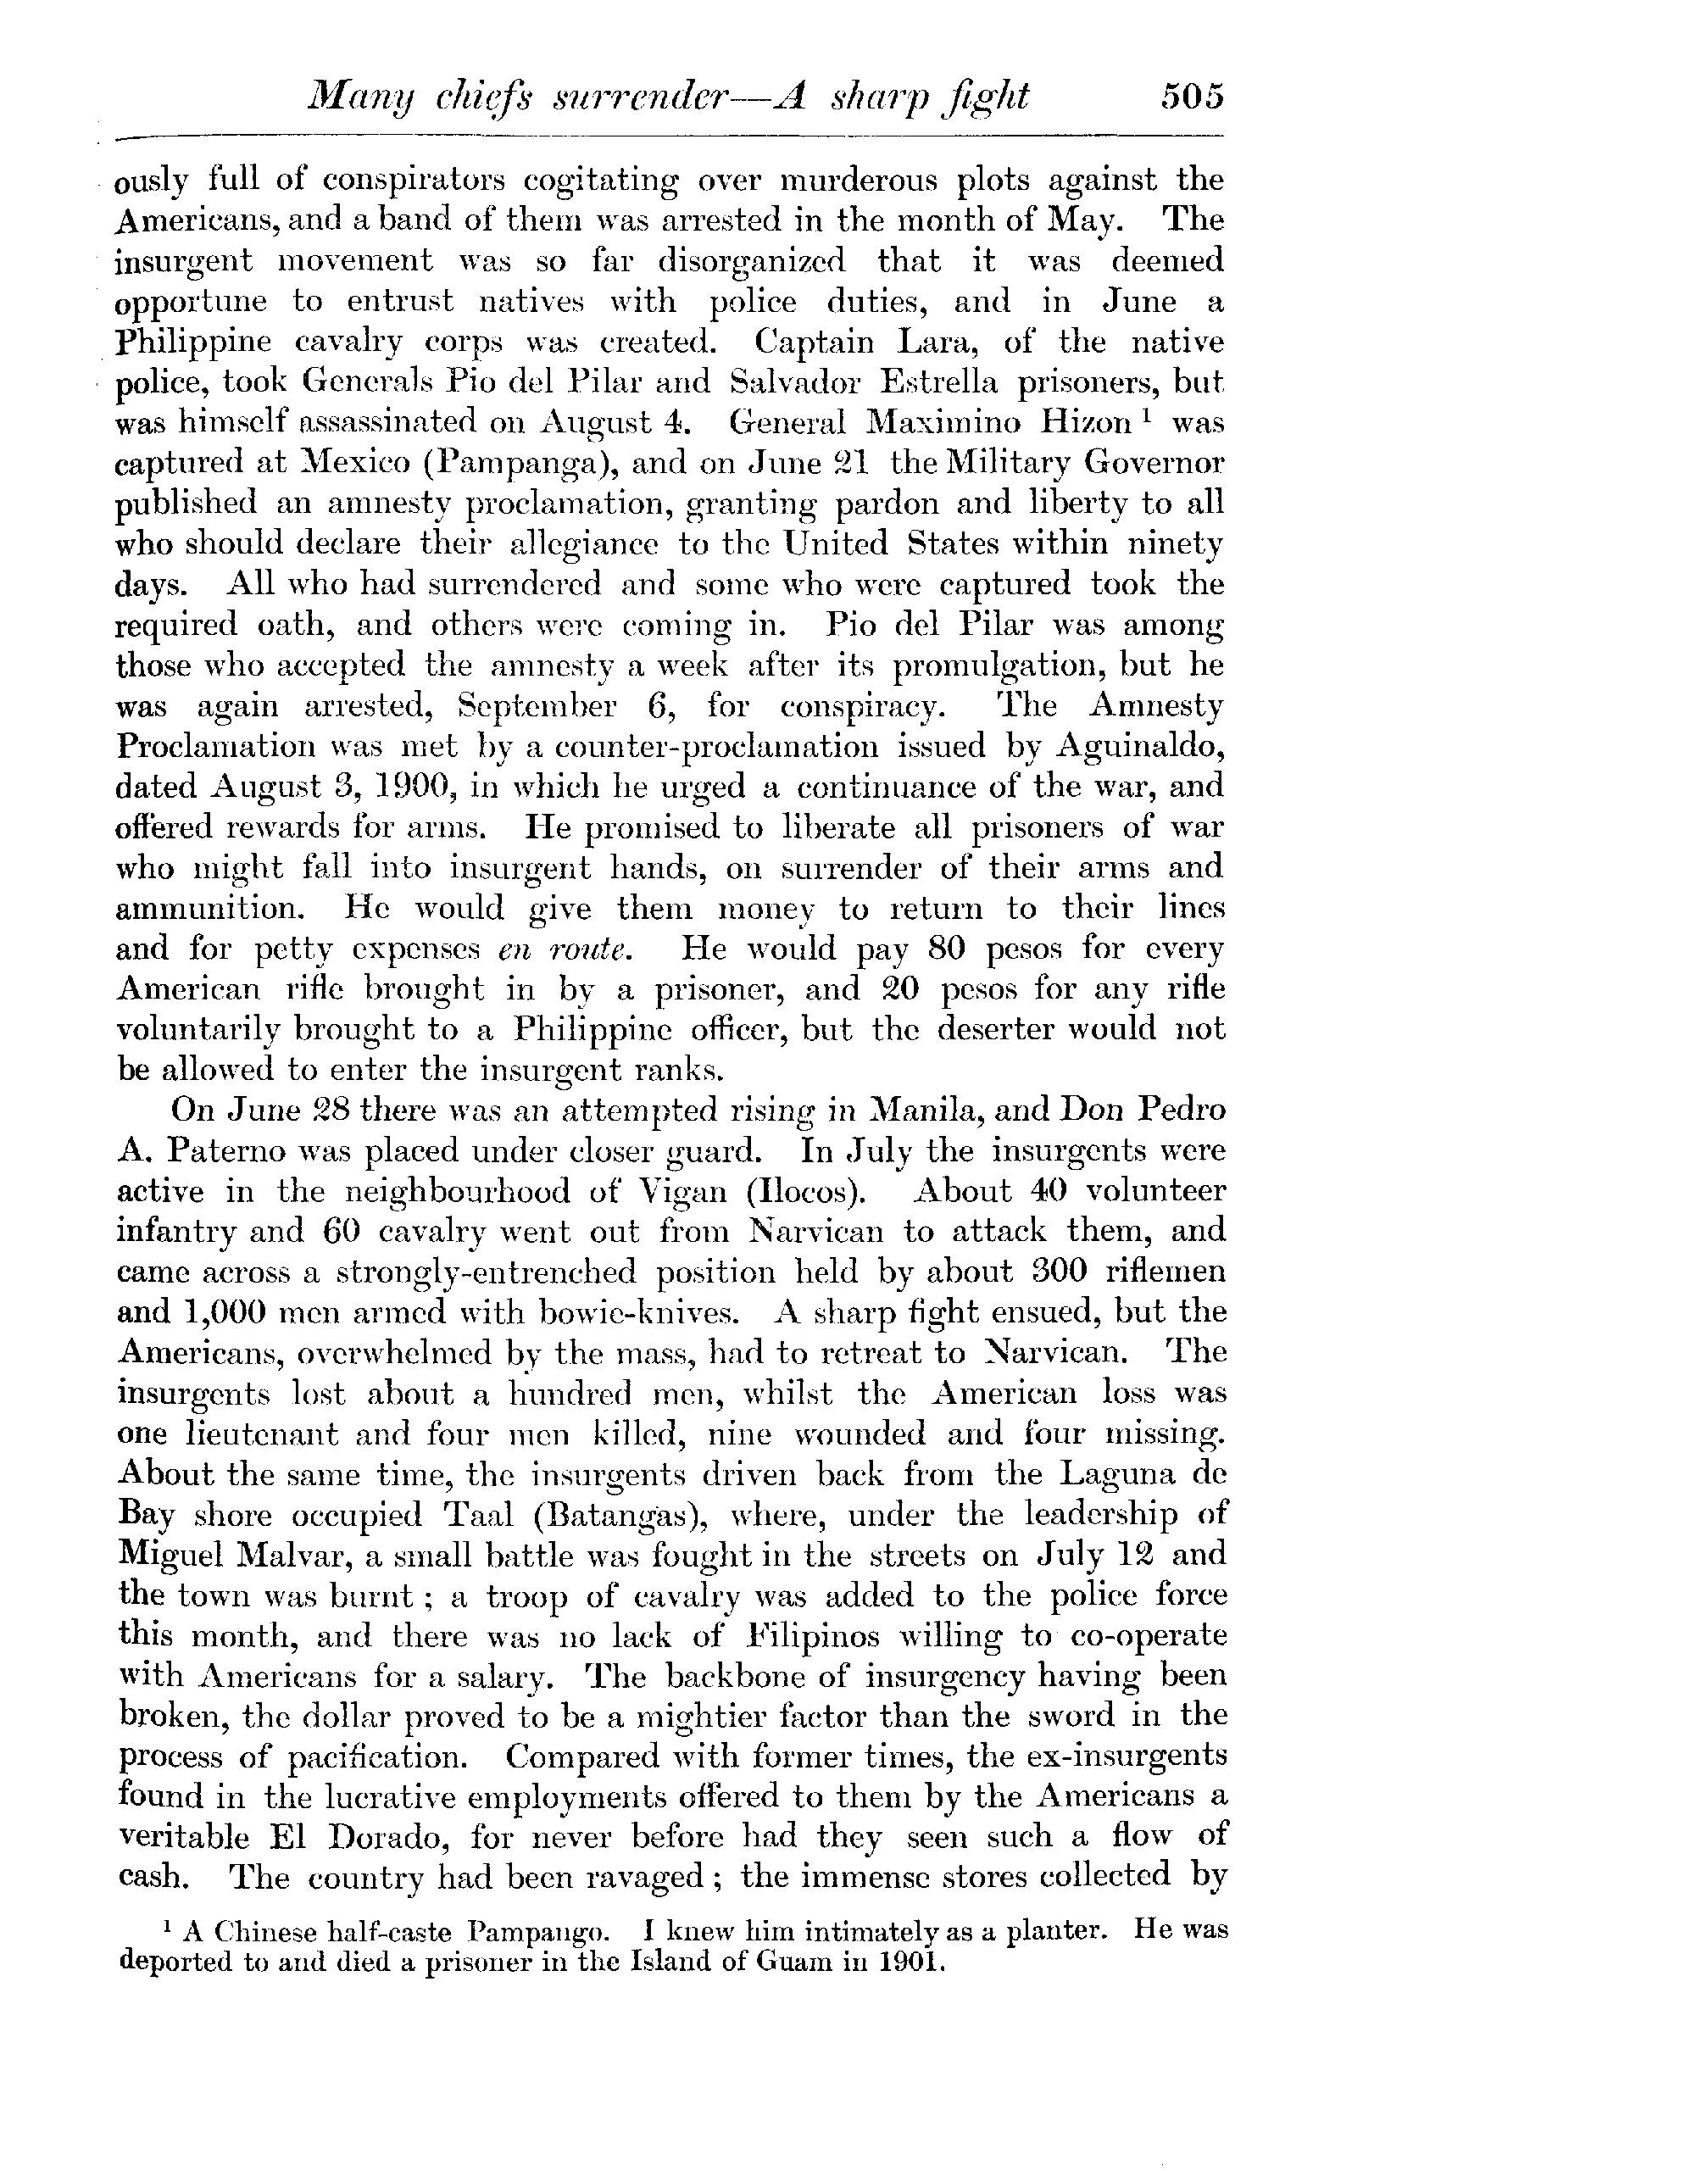 Many chiefs surrender—A sharp fight 505
ously full of conspirators cogitating over murderous plots against the
Americans, and a band of them was arrested in the month of May. The
insurgent movement was so far disorganized that it was deemed
opportune to entrust natives with police duties, and in June a
Philippine cavalry corps was created. Captain Lara, of the native
police, took Generals Pio del Pilar and Salvador Estrella prisoners, but
was himself assassinated on August 4. General Maximino Hizon ¹ was
captured at Mexico (Pampanga), and on June 21 the Military Governor
published an amnesty proclamation, granting pardon and liberty to all
who should declare their allegiance to the United States within ninety
days. All who had surrendered and some who were captured took the
required oath, and others were coming in. Pio del Pilar was among
those who accepted the amnesty a week after its promulgation, but he
was again arrested, September 6, for conspiracy. The Amnesty
Proclamation was met by a counter-proclamation issued by Aguinaldo,
dated August 3, 1900, in which he urged a continuance of the war, and
offered rewards for arms. He promised to liberate all prisoners of war
who might fall into insurgent hands, on surrender of their arms and
ammunition. He would give them money to return to their lines
and for petty expenses en route. He would pay 80 pesos for every
American rifle brought in by a prisoner, and 20 pesos for any rifle
voluntarily brought to a Philippine officer, but the deserter would not
be allowed to enter the insurgent ranks.
On June 28 there was an attempted rising in Manila, and Don Pedro
A. Paterno was placed under closer guard. In July the insurgents were
active in the neighbourhood of Vigan (Ilocos). About 40 volunteer
infantry and 60 cavalry went out from Narvican to attack them, and
came across a strongly-entrenched position held by about 300 riflemen
and 1,000 men armed with bowie-knives. A sharp fight ensued, but the
Americans, overwhelmed by the mass, had to retreat to Narvican. The
insurgents lost about a hundred men, whilst the American loss was
one lieutenant and four men killed, nine wounded and four missing.
About the same time, the insurgents driven back from the Laguna de
Bay shore occupied Taal (Batangas), where, under the leadership of
Miguel Malvar, a small battle was fought in the streets on July 12 and
the town was burnt ; a troop of cavalry was added to the police force
this month, and there was no lack of Filipinos willing to co-operate
with Americans for a salary. The backbone of insurgency having been
broken, the dollar proved to be a mightier factor than the sword in the
process of pacification. Compared with former times, the ex-insurgents
found in the lucrative employments offered to them by the Americans a
veritable El Dorado, for never before had they seen such a flow of
cash. The country had been ravaged ; the immense stores collected by
¹ A Chinese half-caste Pampango. I knew him intimately as a planter. He was
deported to and died a prisoner in the Island of Guam in 1901.